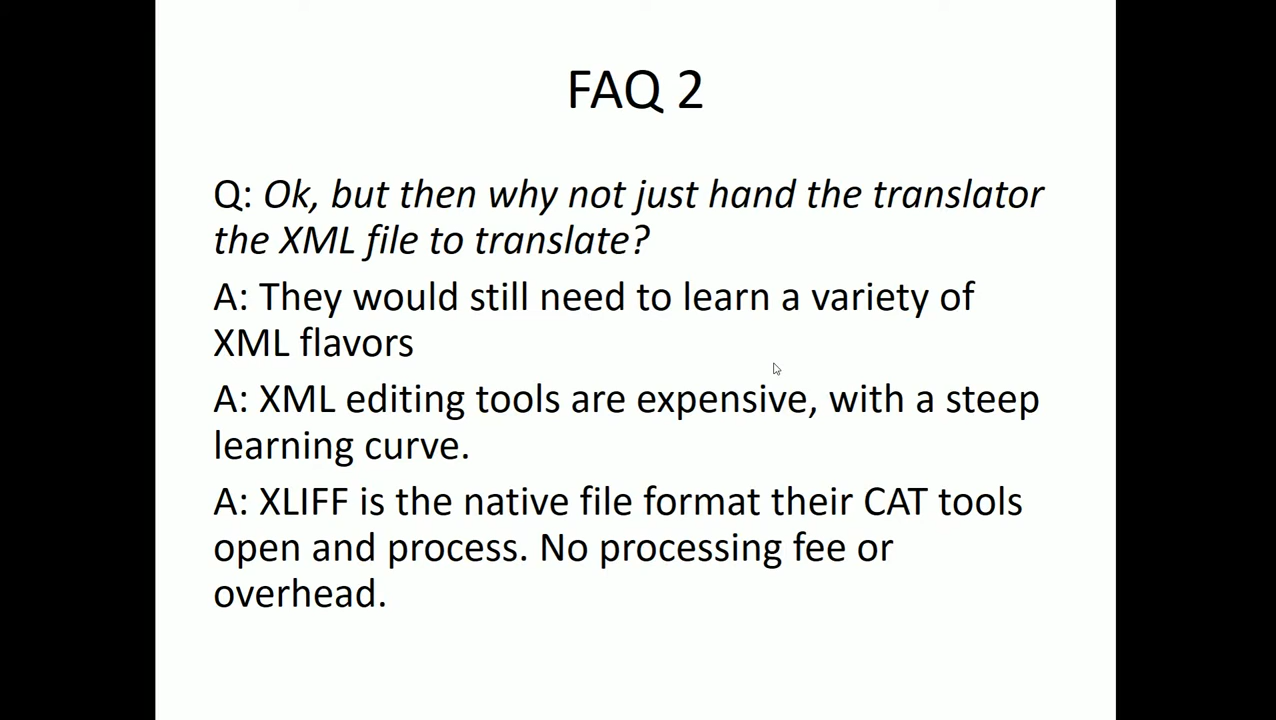 FAQ 2
Q: Ok, but then why not just hand the translator
the XML file to translate?
A: They would still need to learn a variety of
XML flavors
A: XML editing tools are expensive, with a steep
learning curve.
A: XLIFF is the native file format their CAT tools
open and process. No processing fee or
overhead.